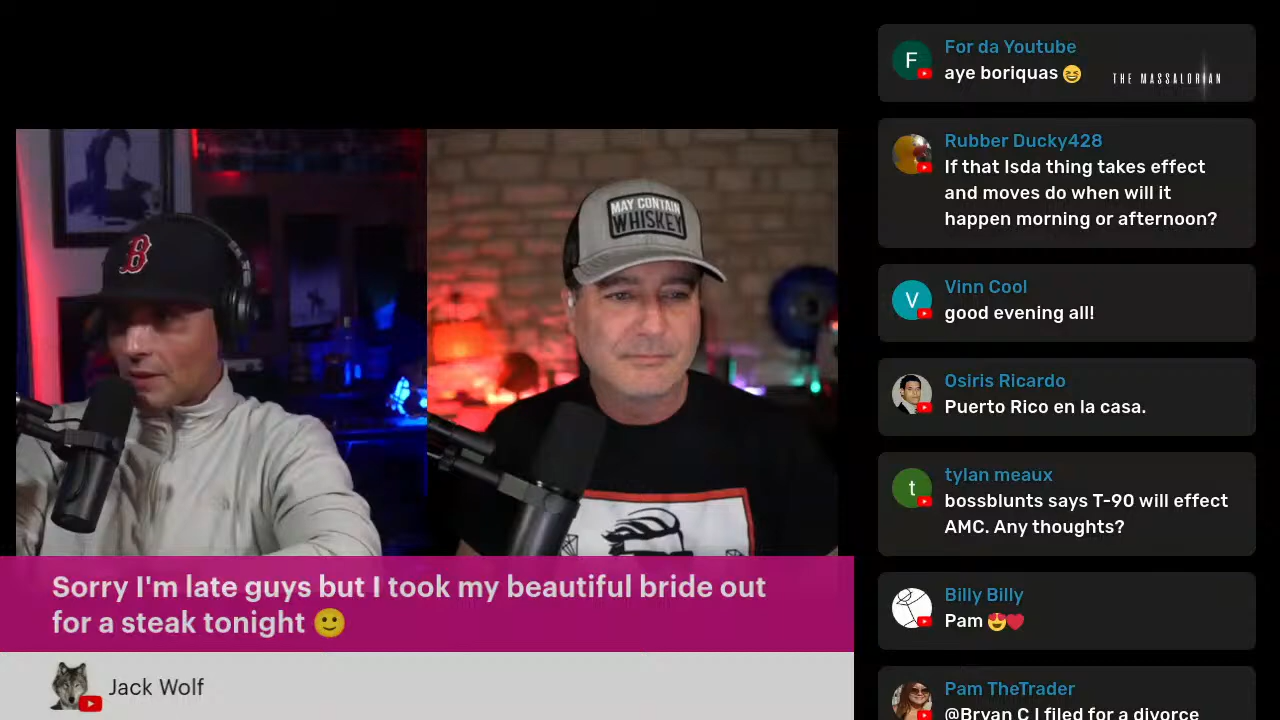 B
MAY CONTAIN
WHISKEY
Sorry I'm late guys but I took my beautiful bride out
for a steak tonight 🙂
Jack Wolf
F
For da Youtube
aye boriquas 😆
THE MASSALORIAN
Rubber Ducky428
If that Isda thing takes effect
and moves do when will it
happen morning or afternoon?
V
Vinn Cool
good evening all!
Osiris Ricardo
Puerto Rico en la casa.
t
tylan meaux
bossblunts says T-90 will effect
AMC. Any thoughts?
Billy Billy
Pam 😍❤️
Pam TheTrader
@Bryan C I filed for a divorce